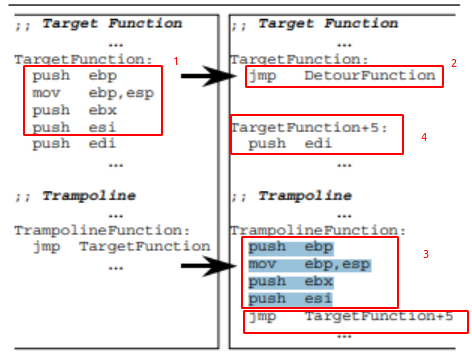 ;; Target Function
...
TargetFunction: 1
push ebp
mov ebp,esp
push ebx
push esi
push edi
...
;; Trampoline
...
TrampolineFunction:
jmp TargetFunction
...
;; Target Function
...
TargetFunction: 2
jmp DetourFunction
TargetFunction+5:
push edi 4
...
;; Trampoline
...
TrampolineFunction:
push ebp
mov ebp,esp 3
push ebx
push esi
jmp TargetFunction+5
...